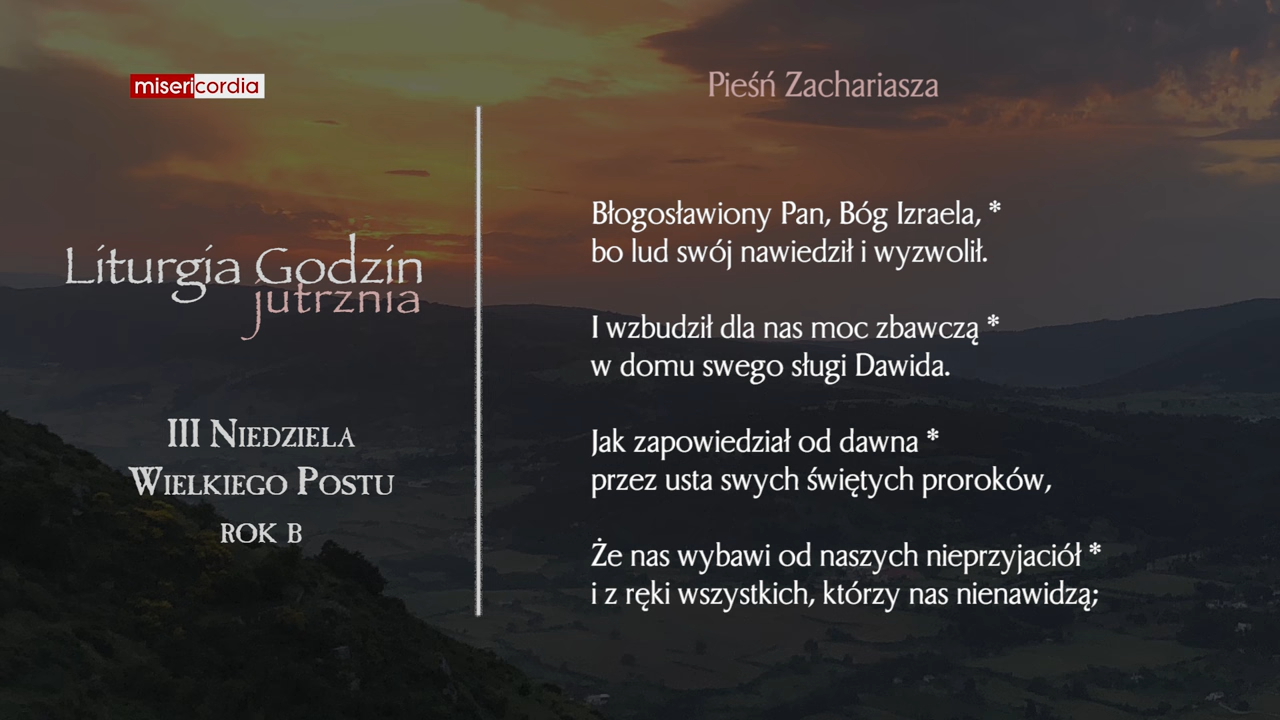 misericordia
Liturgia Godzin
jutrznia
III Niedziela
Wielkiego Postu
rok b
Pieśń Zachariasza
Błogosławiony Pan, Bóg Izraela, *
bo lud swój nawiedził i wyzwolił.
I wzbudził dla nas moc zbawczą *
w domu swego sługi Dawida.
Jak zapowiedział od dawna *
przez usta swych świętych proroków,
Że nas wybawi od naszych nieprzyjaciół *
i z ręki wszystkich, którzy nas nienawidzą;